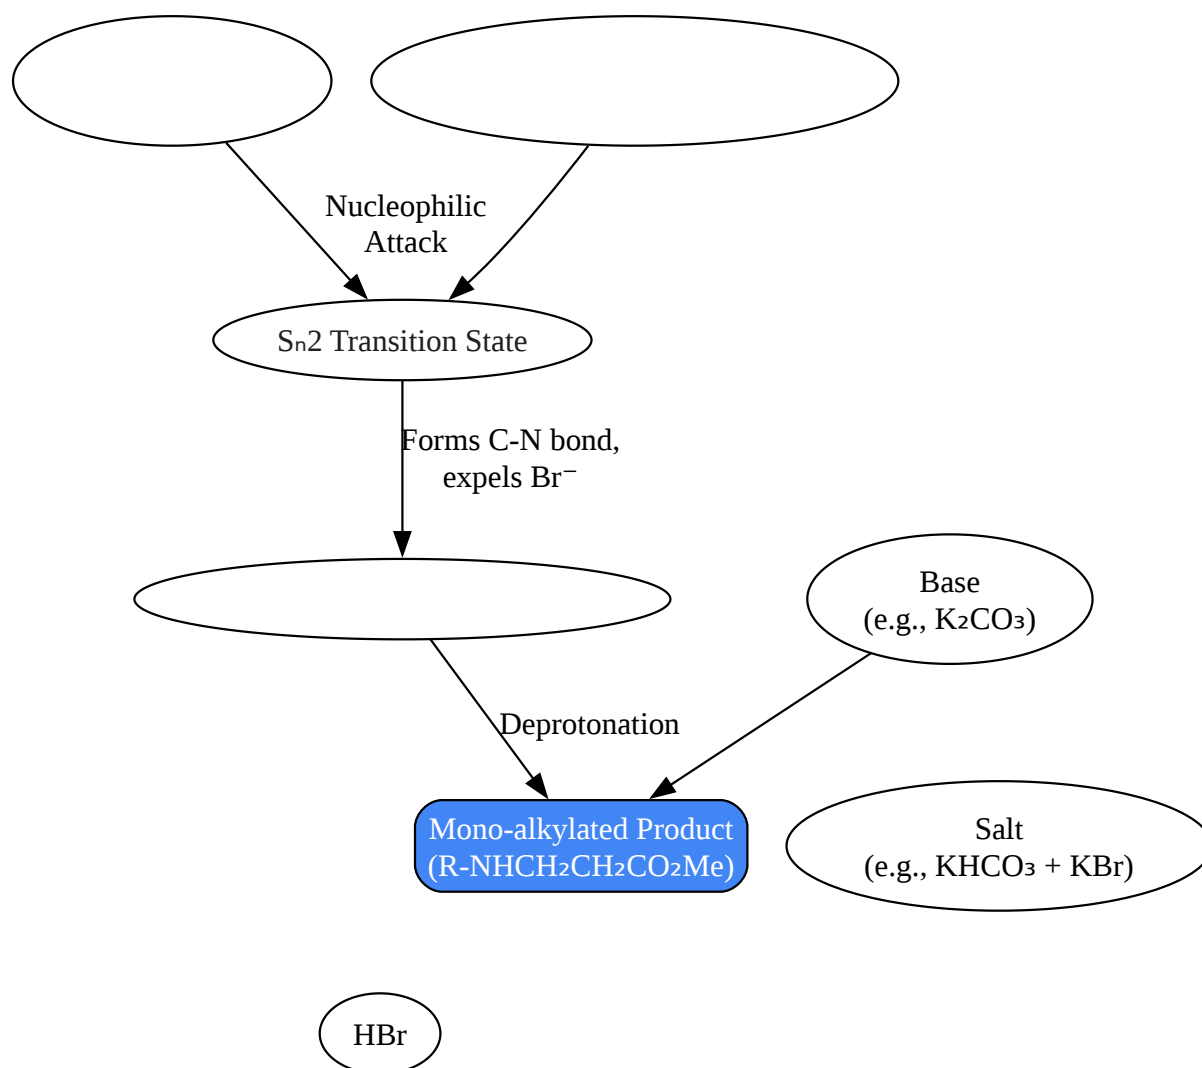 Nucleophilic
Attack
Sₙ2 Transition State
Forms C-N bond,
expels Br⁻
Base
(e.g., K₂CO₃)
Deprotonation
Mono-alkylated Product
(R-NHCH₂CH₂CO₂Me)
Salt
(e.g., KHCO₃ + KBr)
HBr